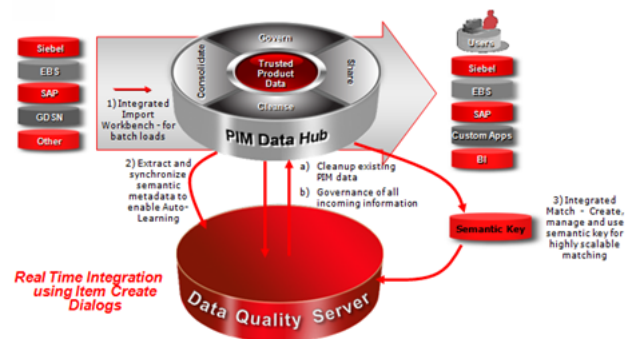 Siebel
EBS
SAP
GDSN
Other
1) Integrated
Import
Workbench - for
batch loads
Govern
Consolidate
Share
Cleanse
Trusted
Product
Data
PIM Data Hub
Users
Siebel
EBS
SAP
Custom Apps
BI
2) Extract and
synchronize
semantic
metadata to
enable Auto-
Learning
a) Cleanup existing
PIM data
b) Governance of all
incoming information
Semantic Key
3) Integrated
Match - Create,
manage and use
semantic key for
highly scalable
matching
Real Time Integration
using Item Create
Dialogs
Data Quality Server